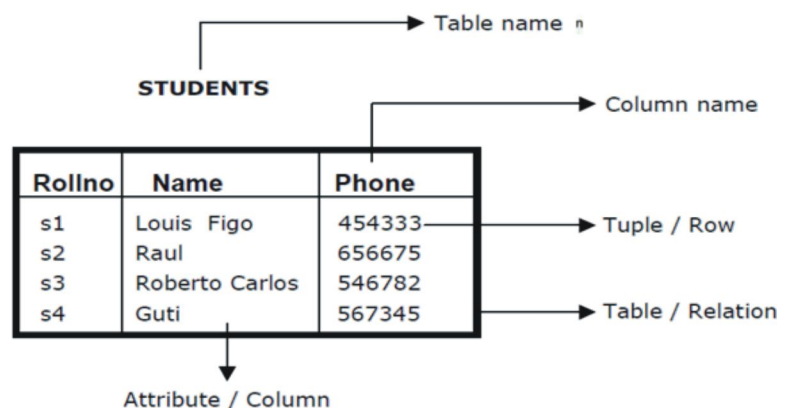 Table name n
STUDENTS
Column name
Rollno Name Phone
s1 Louis Figo 454333 Tuple / Row
s2 Raul 656675
s3 Roberto Carlos 546782
s4 Guti 567345 Table / Relation
Attribute / Column